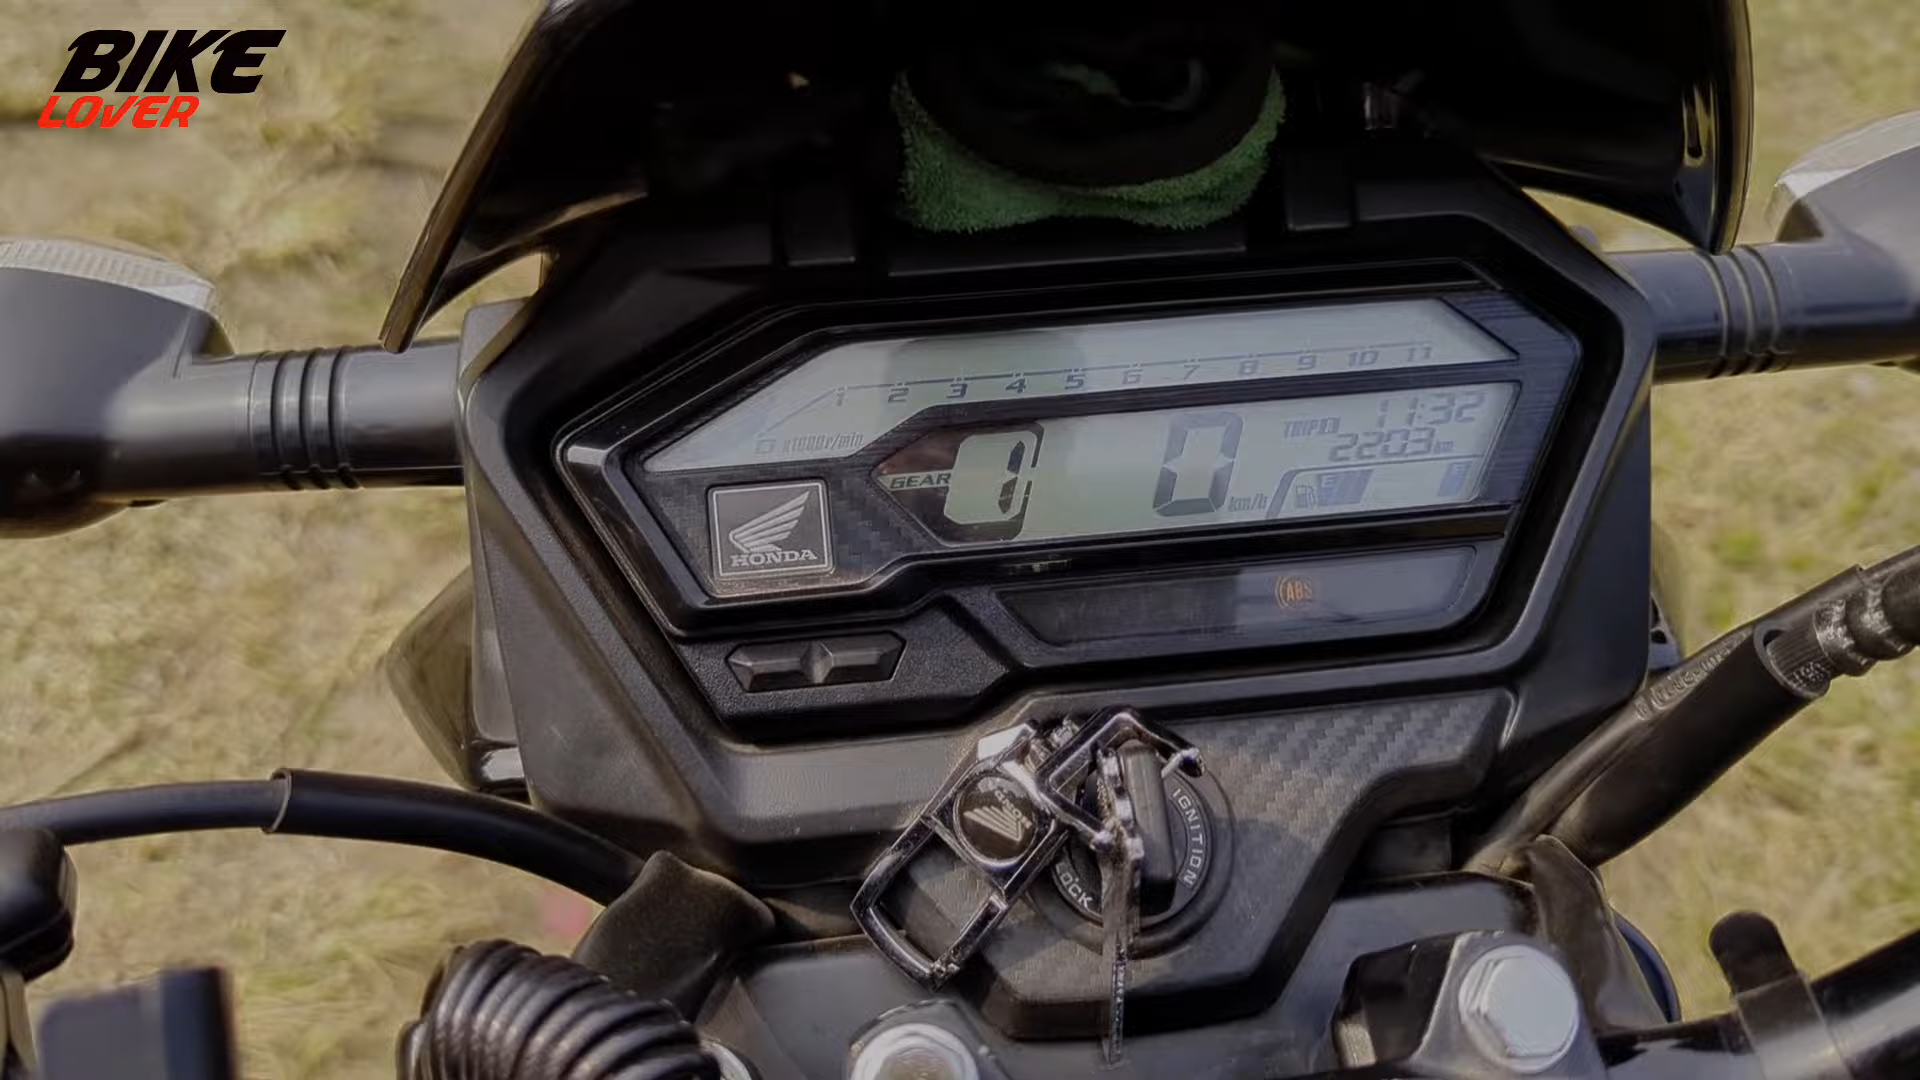 BIKE
LOVER
1 2 3 4 5 6 7 8 9 10 11
x1000r/min
11:32
TRIP
2203 km
GEAR 1
0 km/h
E
F
HONDA
ABS
IGNITION
LOCK